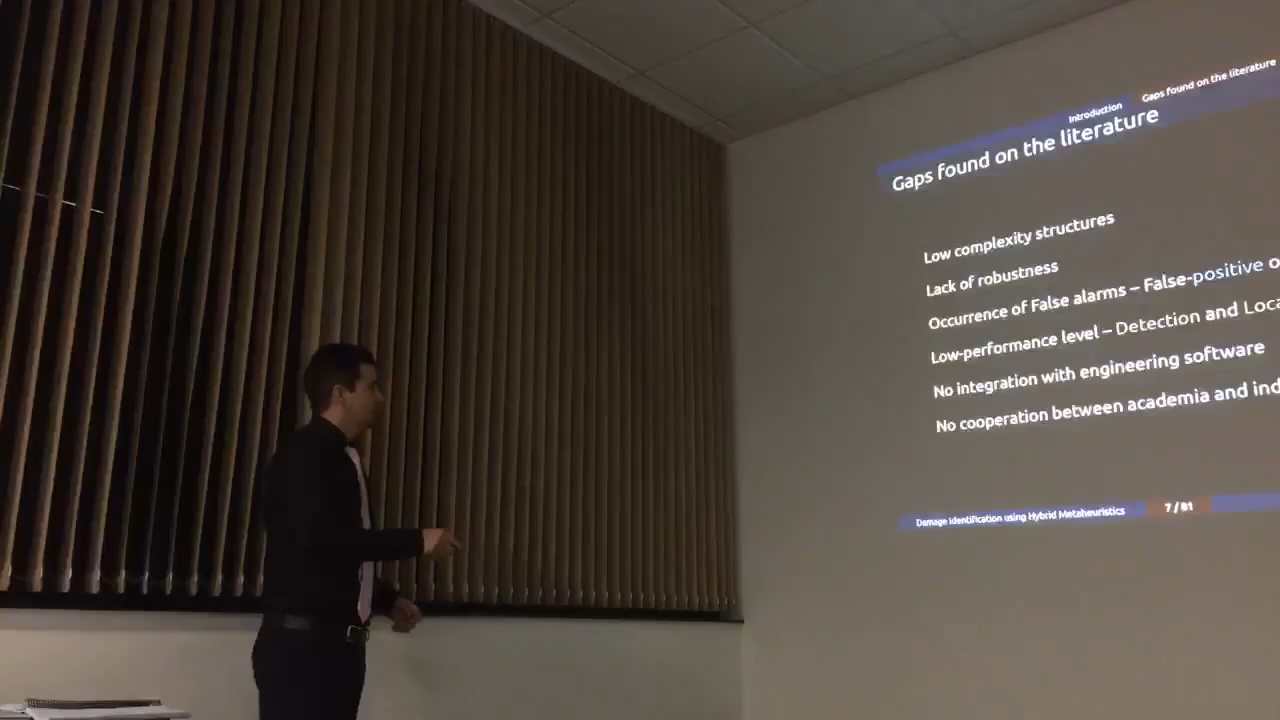 Introduction Gaps found on the literature
Gaps found on the literature
Low complexity structures
Lack of robustness
Occurrence of False alarms – False-positive o
Low-performance level – Detection and Loca
No integration with engineering software
No cooperation between academia and ind
Damage Identification using Hybrid Metaheuristics 7 / 81